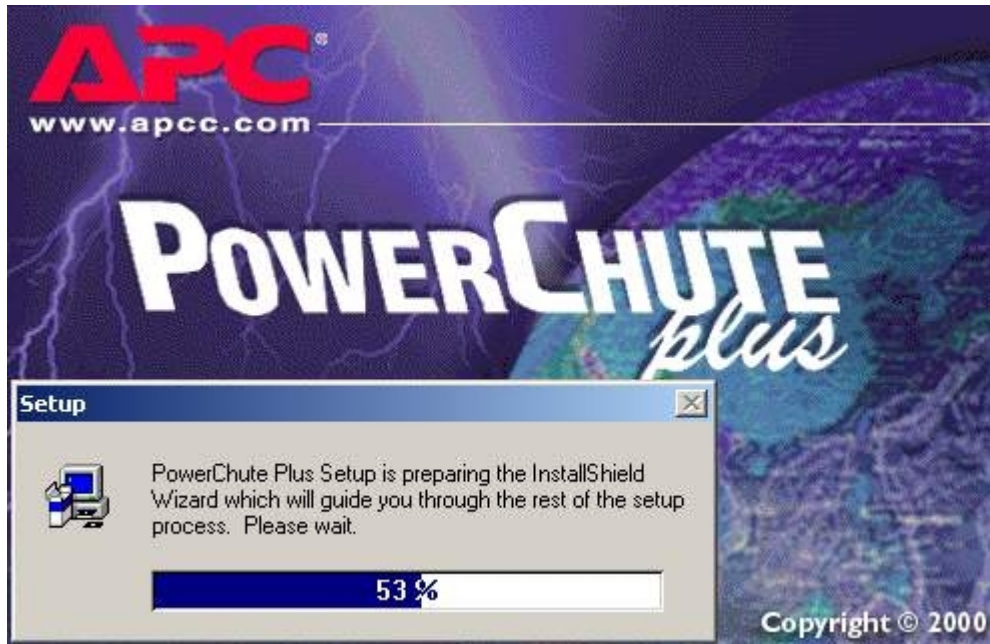 APC®
www.apcc.com
POWERCHUTE
plus
Setup
PowerChute Plus Setup is preparing the InstallShield
Wizard which will guide you through the rest of the setup
process. Please wait.
53 %
Copyright © 2000